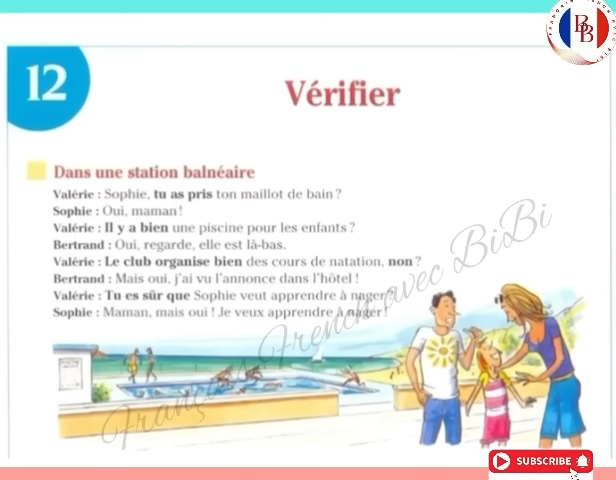 12
Vérifier
Dans une station balnéaire
Valérie : Sophie, tu as pris ton maillot de bain ?
Sophie : Oui, maman !
Valérie : Il y a bien une piscine pour les enfants ?
Bertrand : Oui, regarde, elle est là-bas.
Valérie : Le club organise bien des cours de natation, non ?
Bertrand : Mais oui, j'ai vu l'annonce dans l'hôtel !
Valérie : Tu es sûr que Sophie veut apprendre à nager ?
Sophie : Maman, mais oui ! Je veux apprendre à nager !
Français French avec BiBi
BB
SUBSCRIBE